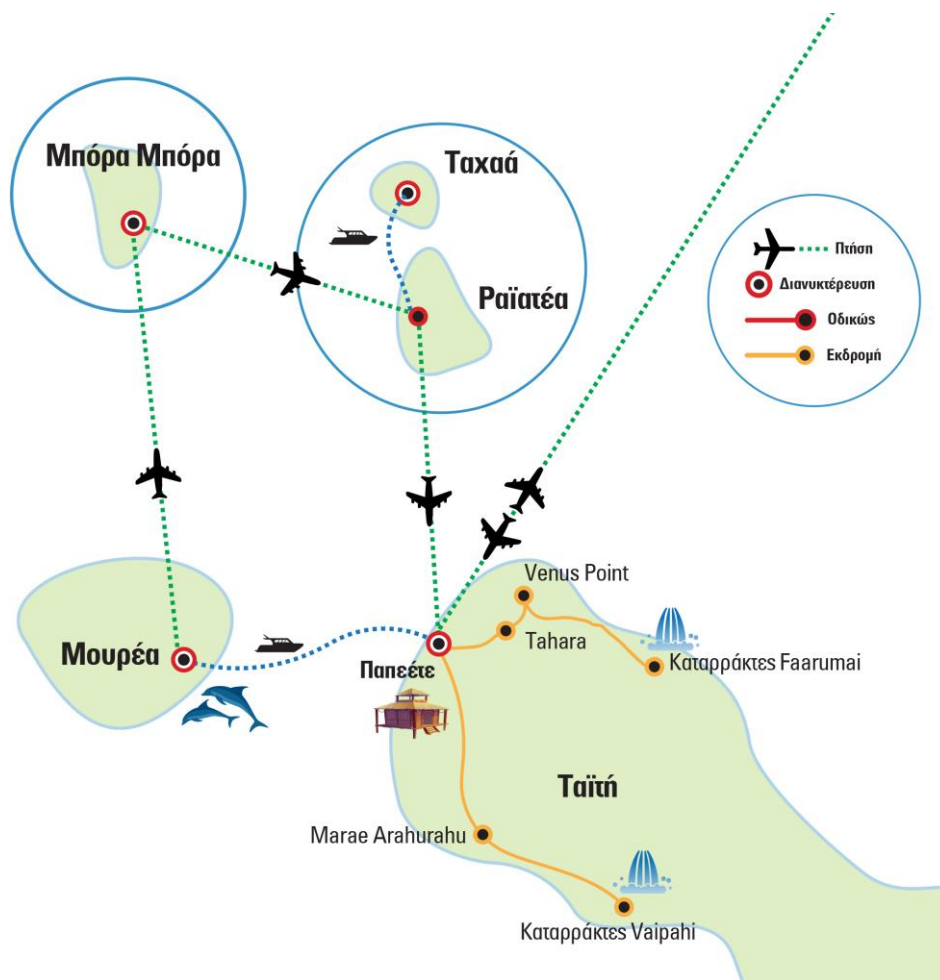 Μπόρα Μπόρα
Ταχαά
Ραϊατέα
Πτήση
Διανυκτέρευση
Οδικώς
Εκδρομή
Venus Point
Tahara
Καταρράκτες Faarumai
Μουρέα
Παπεέτε
Ταϊτή
Marae Arahurahu
Καταρράκτες Vaipahi